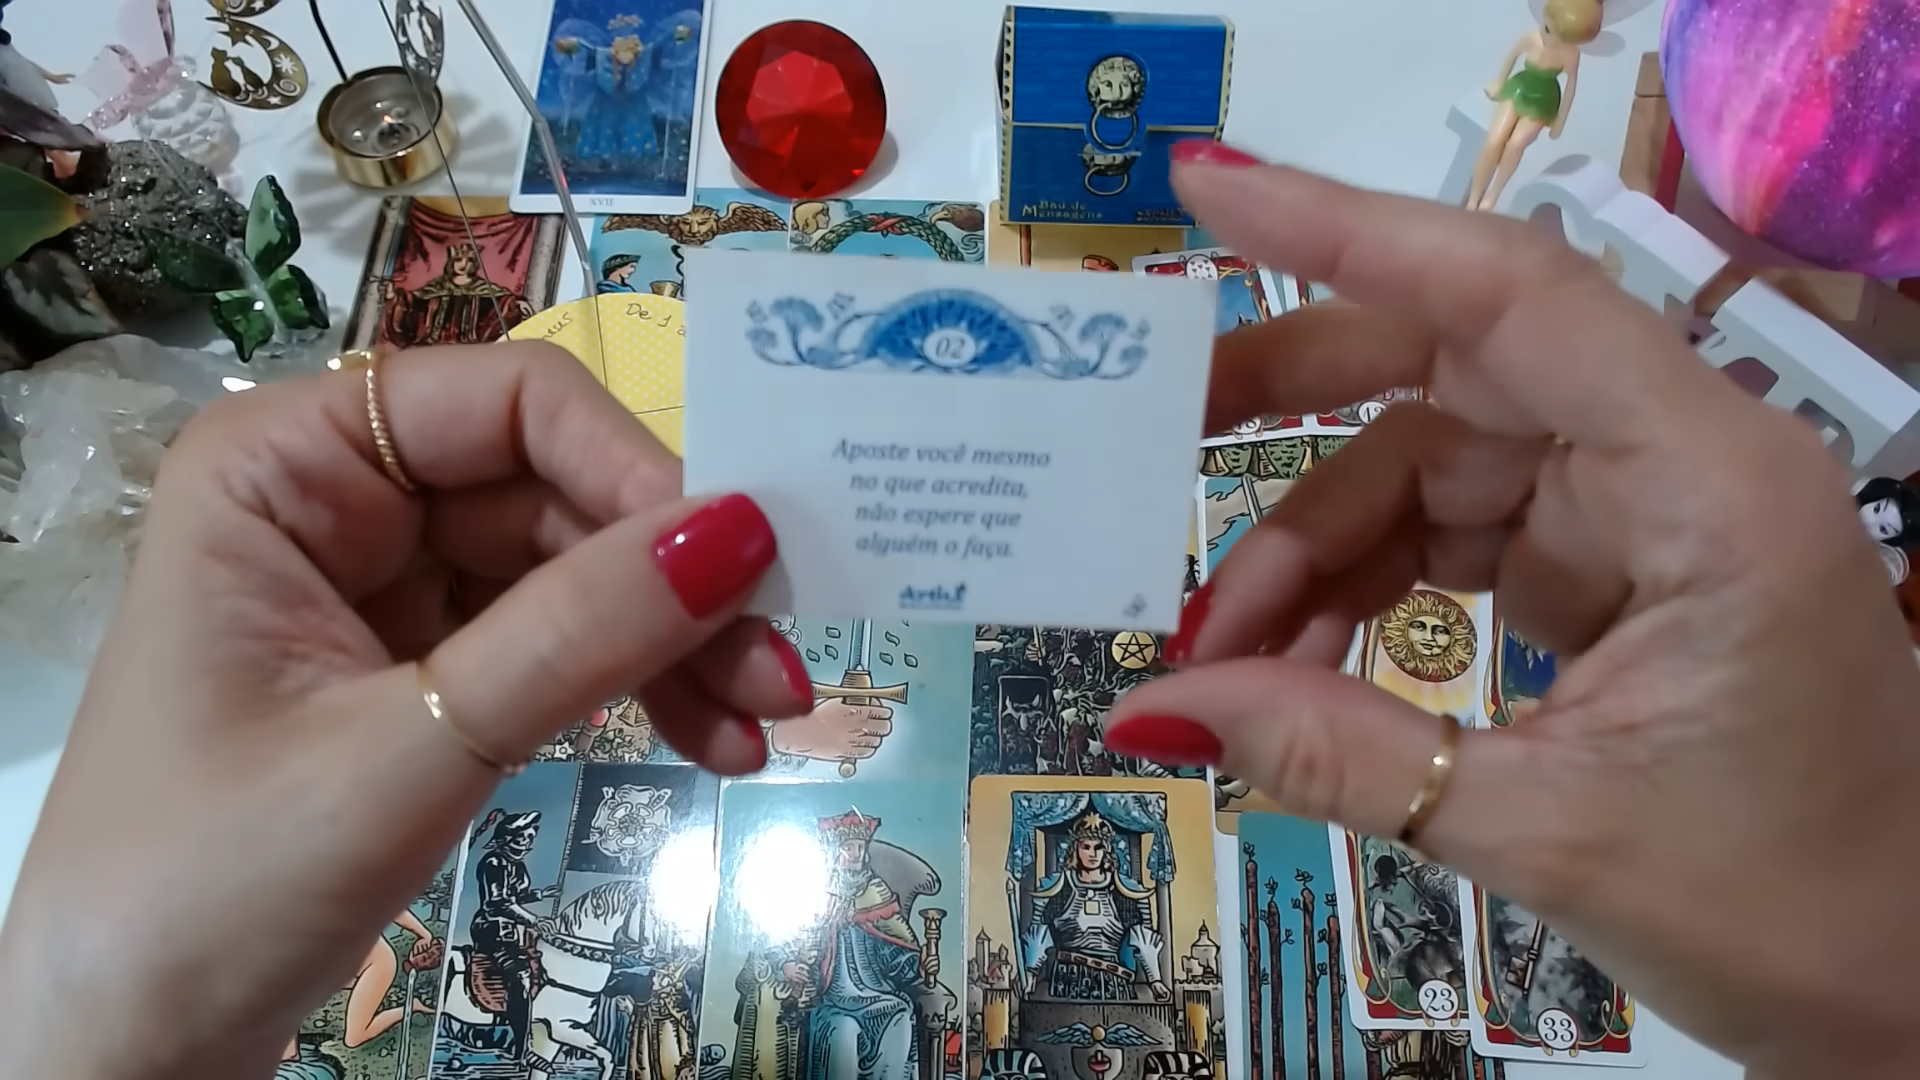 XVII
Baú de
Mensagens
De 1 a
02
Aposte você mesmo
no que acredita,
não espere que
alguém o faça.
Artha
23
33